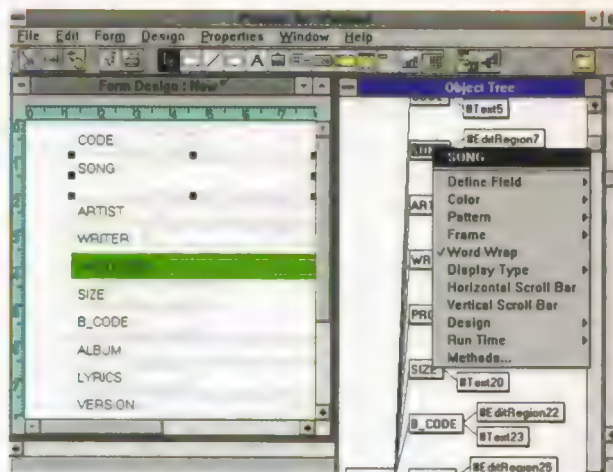 File Edit Form Design Properties Window Help
Form Design : New
CODE
SONG
ARTIST
WRITER
SIZE
B_CODE
ALBUM
LYRICS
VERSION
Object Tree
CODE
#Text5
#EditRegion7
SONG
SONG
Define Field
Color
Pattern
Frame
Word Wrap
Display Type
Horizontal Scroll Bar
Vertical Scroll Bar
Design
Run Time
Methods...
ART
WR
PRO
SIZE
#Text20
B_CODE
#EditRegion22
#Text23
#EditRegion25